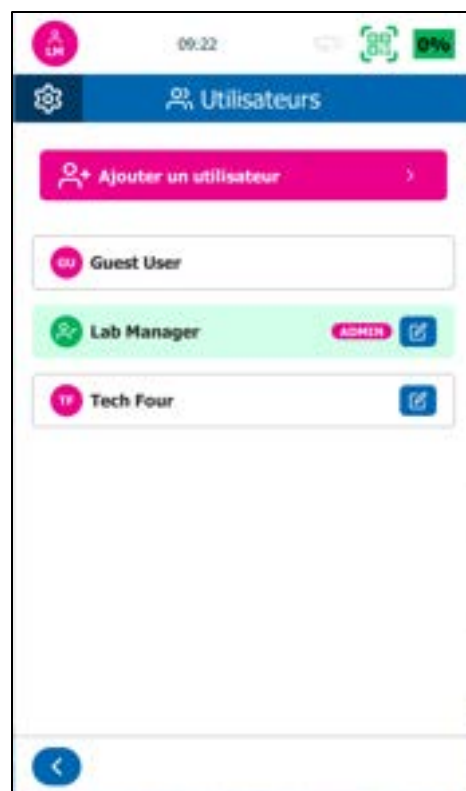 LM
09:22
0%
Utilisateurs
Ajouter un utilisateur
GU Guest User
Lab Manager ADMIN
TF Tech Four